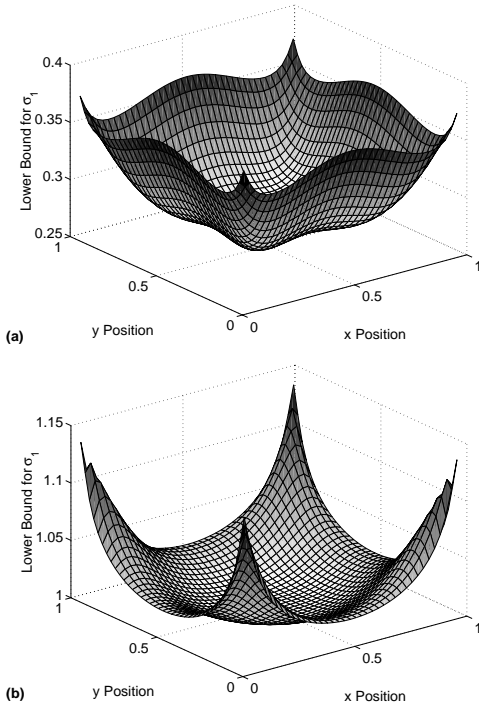 0.4
0.35
0.3
0.25
Lower Bound for σ1
1
0.5
0
y Position
0
0.5
1
x Position
(a)
1.15
1.1
1.05
1
Lower Bound for σ1
1
0.5
0
y Position
0
0.5
1
x Position
(b)